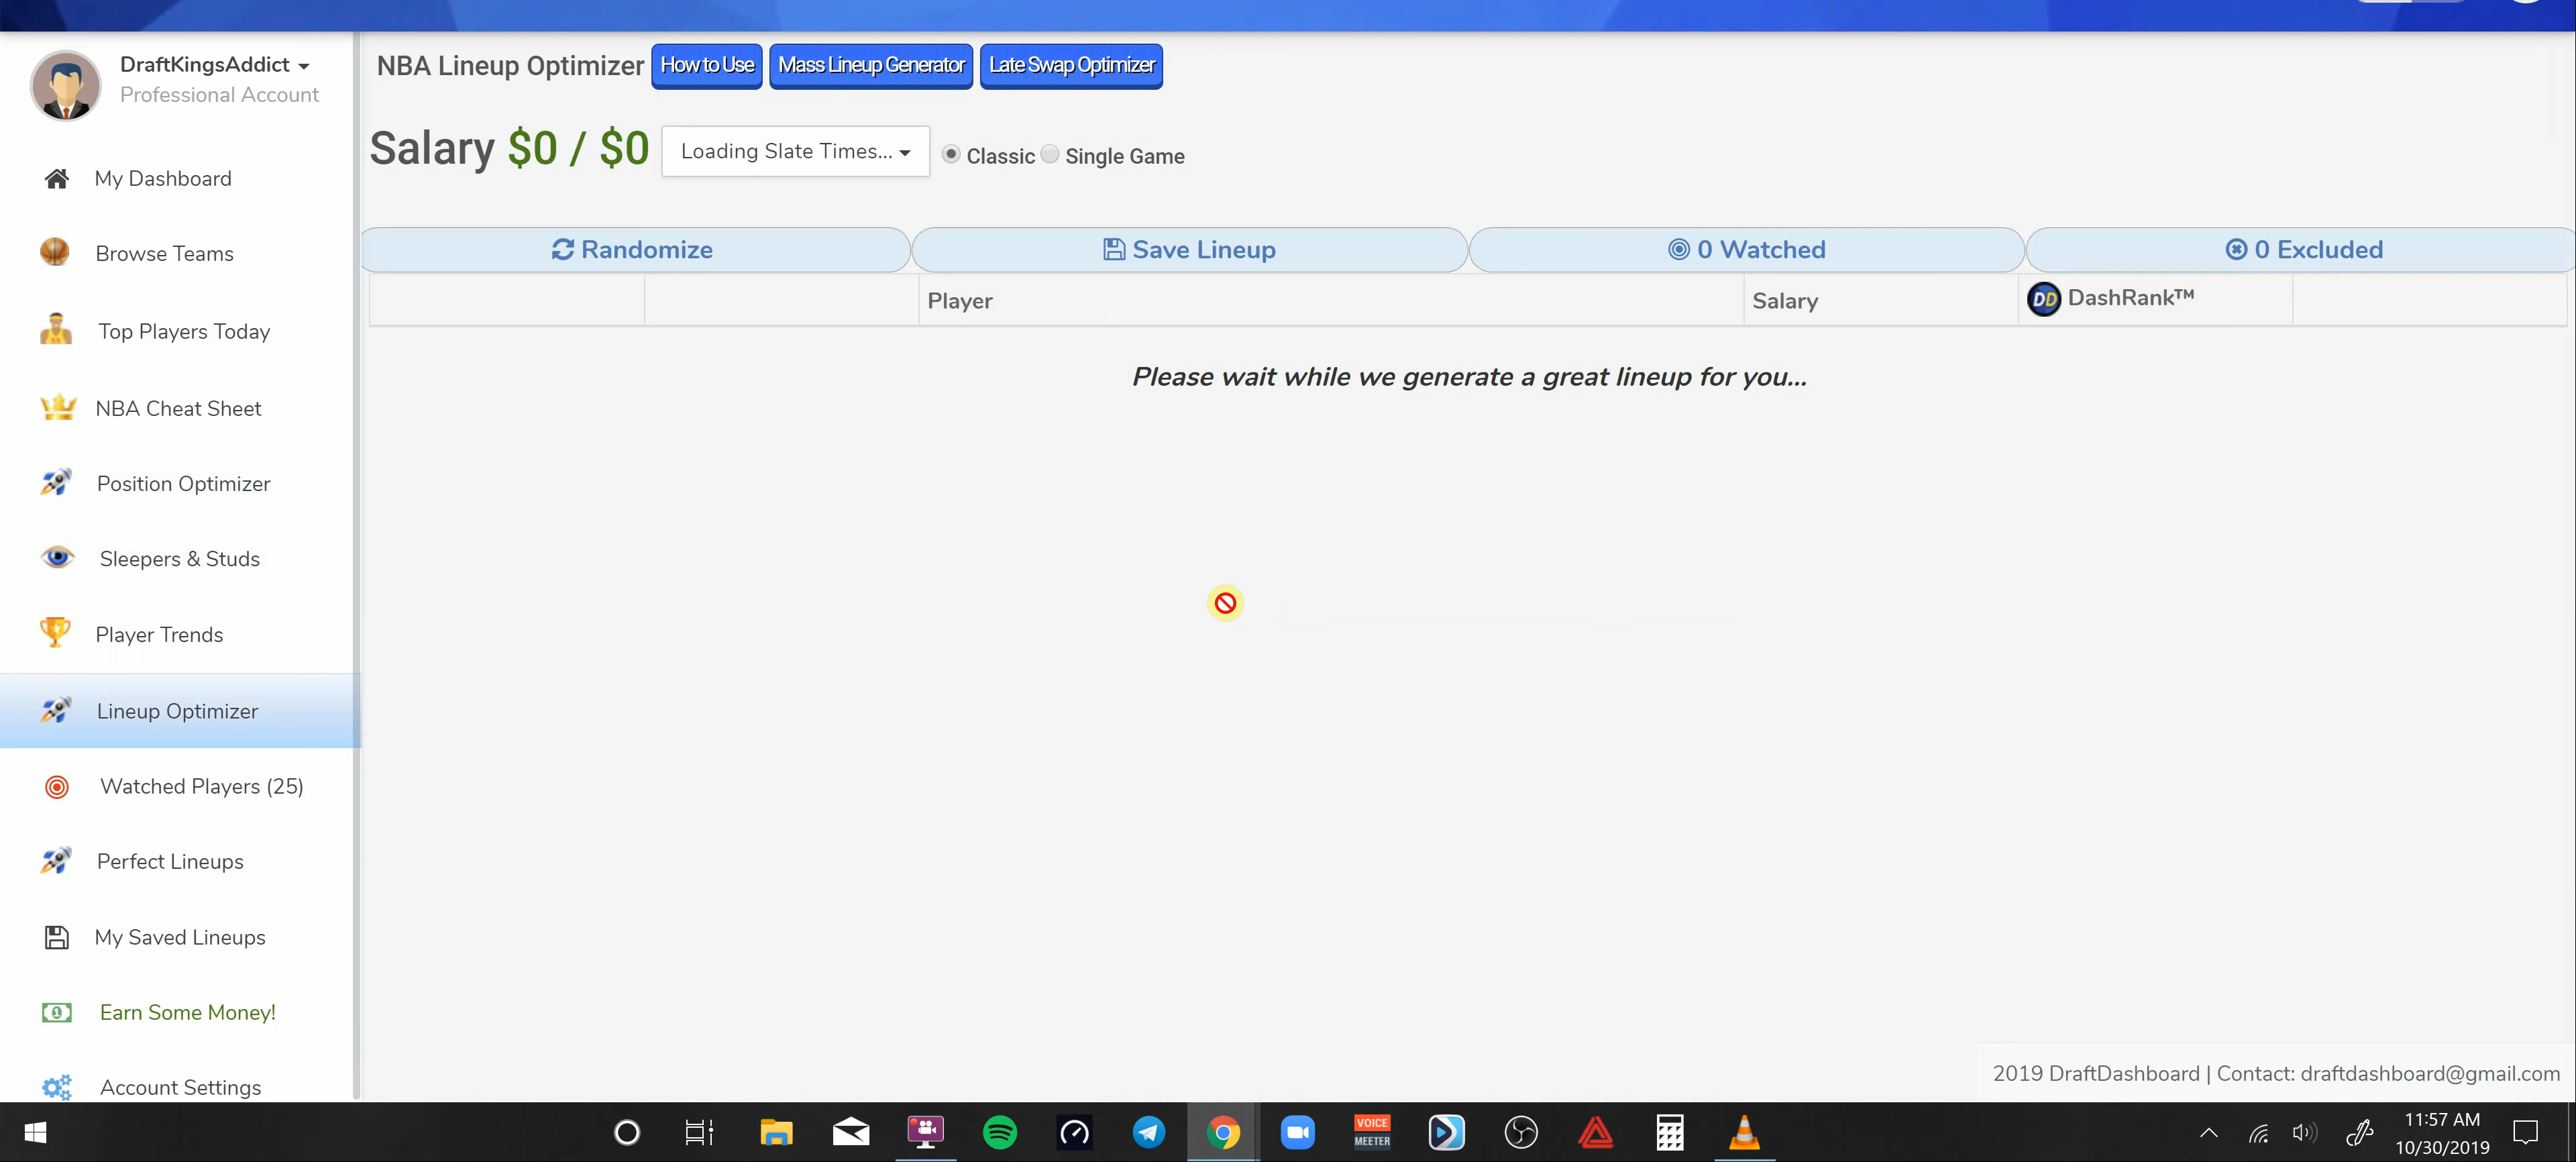 DraftKingsAddict
Professional Account
My Dashboard
Browse Teams
Top Players Today
NBA Cheat Sheet
Position Optimizer
Sleepers & Studs
Player Trends
Lineup Optimizer
Watched Players (25)
Perfect Lineups
My Saved Lineups
Earn Some Money!
Account Settings
NBA Lineup Optimizer How to Use Mass Lineup Generator Late Swap Optimizer
Salary $0 / $0 Loading Slate Times... Classic Single Game
Randomize Save Lineup 0 Watched 0 Excluded
Player Salary DD DashRank™
Please wait while we generate a great lineup for you...
2019 DraftDashboard | Contact: draftdashboard@gmail.com
VOICE
MEETER
11:57 AM
10/30/2019